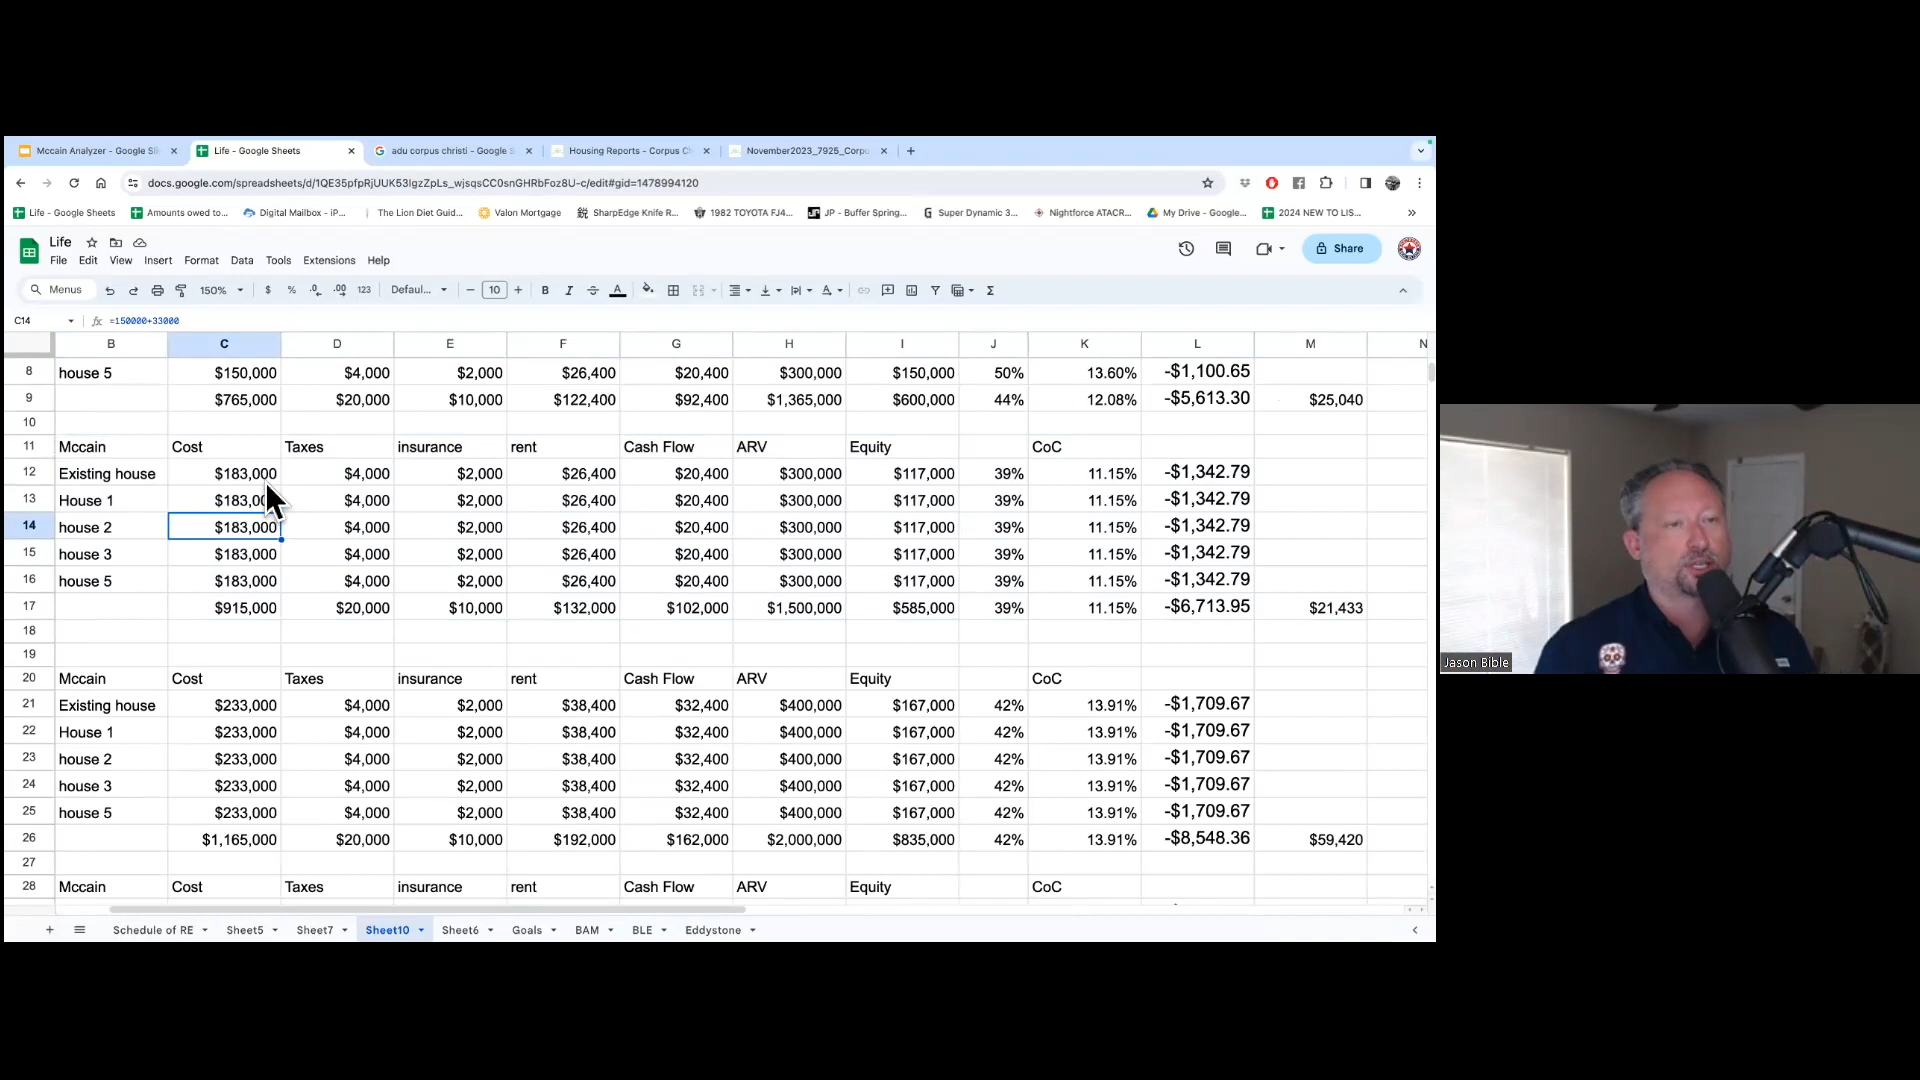 Mccain Analyzer - Google Sli
Life - Google Sheets
adu corpus christi - Google S
Housing Reports - Corpus Ch
November2023_7925_Corpu
docs.google.com/spreadsheets/d/1QE35pfpRjUUK53IgzZpLs_wjsqsCC0snGHRbFoz8U-c/edit#gid=1478994120
Life - Google Sheets
Amounts owed to...
Digital Mailbox - iP...
The Lion Diet Guid...
Valon Mortgage
SharpEdge Knife R...
1982 TOYOTA FJ4...
JP - Buffer Spring...
Super Dynamic 3...
Nightforce ATACR...
My Drive - Google...
2024 NEW TO LIS...
Life
File Edit View Insert Format Data Tools Extensions Help
Share
Menus 150% $ % .0 .00 123 Defaul... 10 B I A
C14 fx =150000+33000
B C D E F G H I J K L M N
8 house 5 $150,000 $4,000 $2,000 $26,400 $20,400 $300,000 $150,000 50% 13.60% -$1,100.65
9 $765,000 $20,000 $10,000 $122,400 $92,400 $1,365,000 $600,000 44% 12.08% -$5,613.30 $25,040
10
11 Mccain Cost Taxes insurance rent Cash Flow ARV Equity CoC
12 Existing house $183,000 $4,000 $2,000 $26,400 $20,400 $300,000 $117,000 39% 11.15% -$1,342.79
13 House 1 $183,00 $4,000 $2,000 $26,400 $20,400 $300,000 $117,000 39% 11.15% -$1,342.79
14 house 2 $183,000 $4,000 $2,000 $26,400 $20,400 $300,000 $117,000 39% 11.15% -$1,342.79
15 house 3 $183,000 $4,000 $2,000 $26,400 $20,400 $300,000 $117,000 39% 11.15% -$1,342.79
16 house 5 $183,000 $4,000 $2,000 $26,400 $20,400 $300,000 $117,000 39% 11.15% -$1,342.79
17 $915,000 $20,000 $10,000 $132,000 $102,000 $1,500,000 $585,000 39% 11.15% -$6,713.95 $21,433
18
19
20 Mccain Cost Taxes insurance rent Cash Flow ARV Equity CoC
21 Existing house $233,000 $4,000 $2,000 $38,400 $32,400 $400,000 $167,000 42% 13.91% -$1,709.67
22 House 1 $233,000 $4,000 $2,000 $38,400 $32,400 $400,000 $167,000 42% 13.91% -$1,709.67
23 house 2 $233,000 $4,000 $2,000 $38,400 $32,400 $400,000 $167,000 42% 13.91% -$1,709.67
24 house 3 $233,000 $4,000 $2,000 $38,400 $32,400 $400,000 $167,000 42% 13.91% -$1,709.67
25 house 5 $233,000 $4,000 $2,000 $38,400 $32,400 $400,000 $167,000 42% 13.91% -$1,709.67
26 $1,165,000 $20,000 $10,000 $192,000 $162,000 $2,000,000 $835,000 42% 13.91% -$8,548.36 $59,420
27
28 Mccain Cost Taxes insurance rent Cash Flow ARV Equity CoC
Schedule of RE Sheet5 Sheet7 Sheet10 Sheet6 Goals BAM BLE Eddystone
Jason Bible